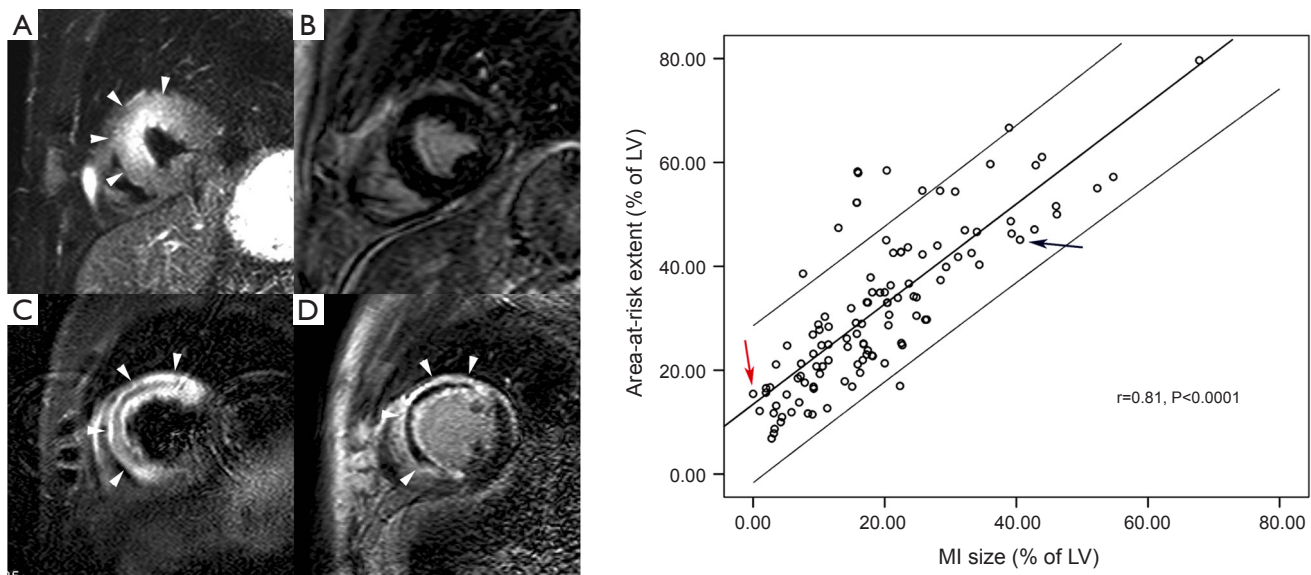 A
B
C
D
Area-at-risk extent (% of LV)
80.00
60.00
40.00
20.00
0.00
r=0.81, P<0.0001
0.00 20.00 40.00 60.00 80.00
MI size (% of LV)